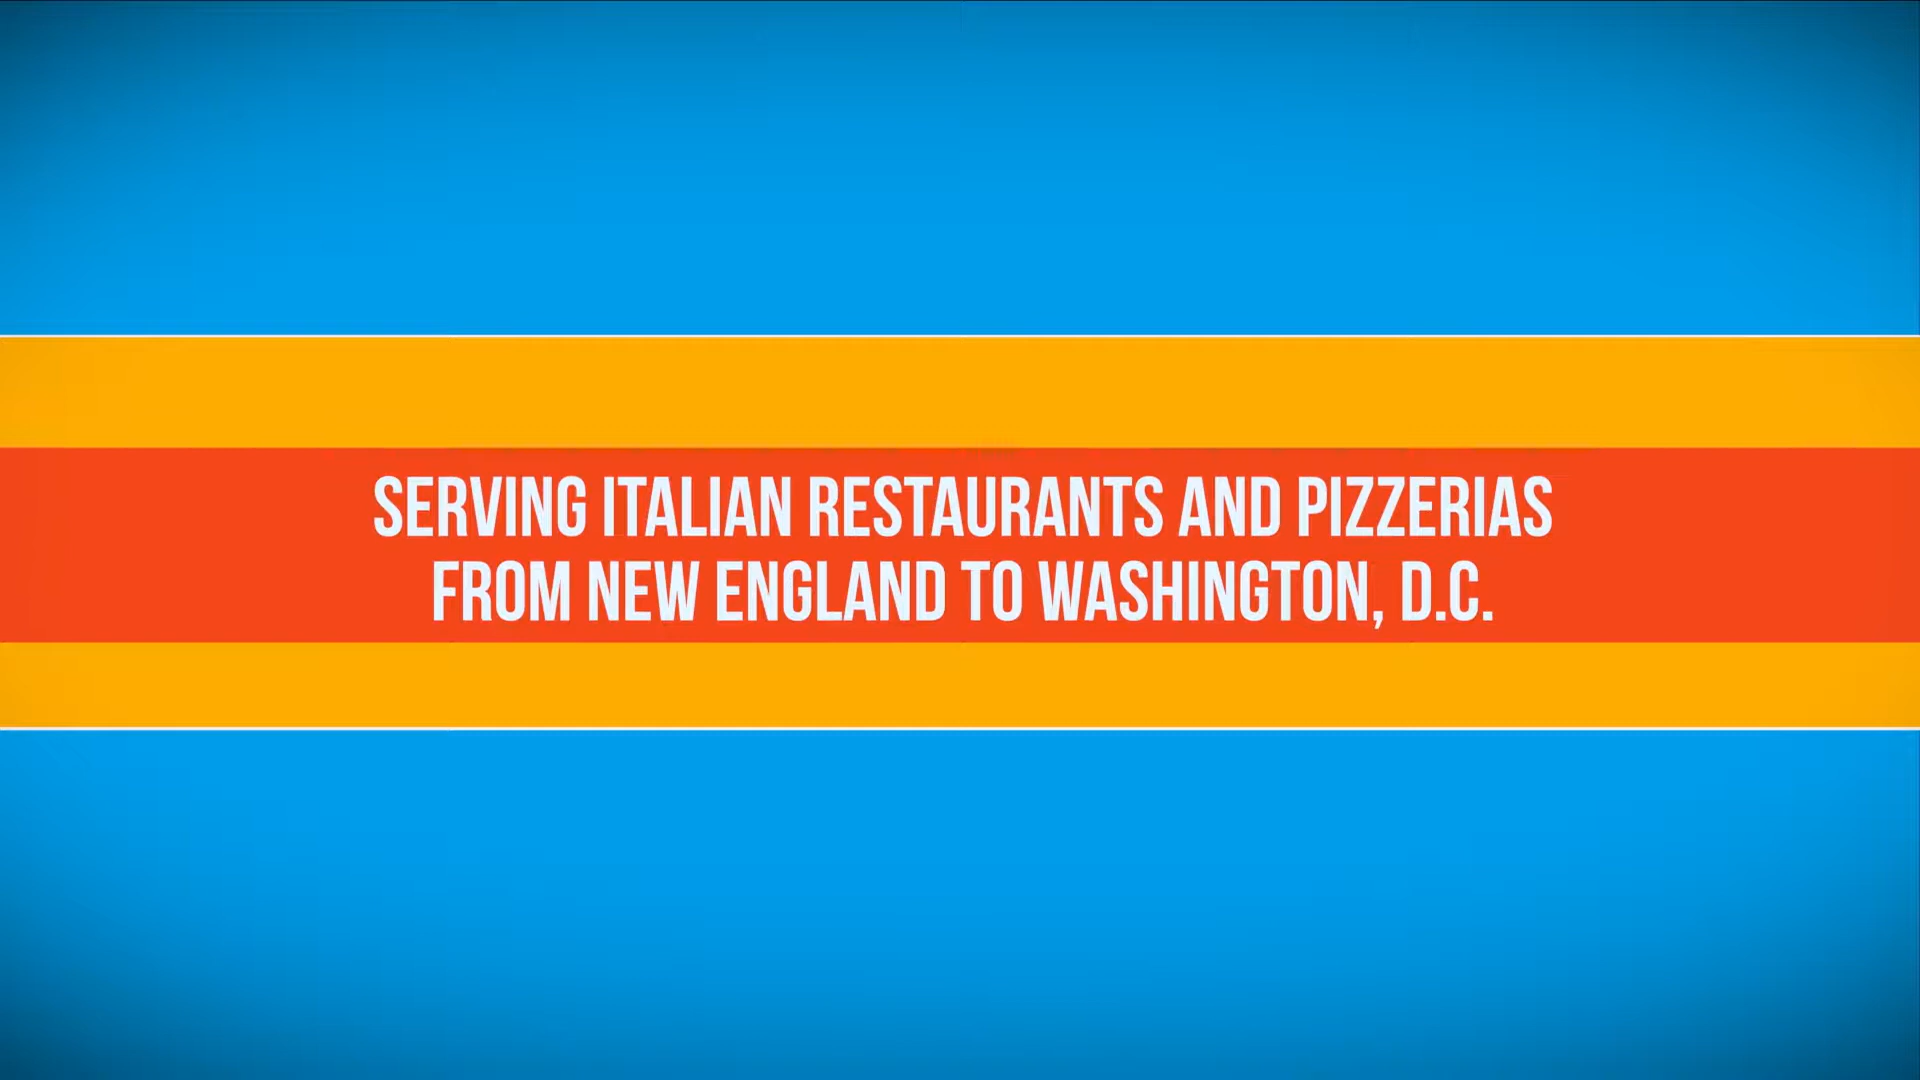 SERVING ITALIAN RESTAURANTS AND PIZZERIAS
FROM NEW ENGLAND TO WASHINGTON, D.C.